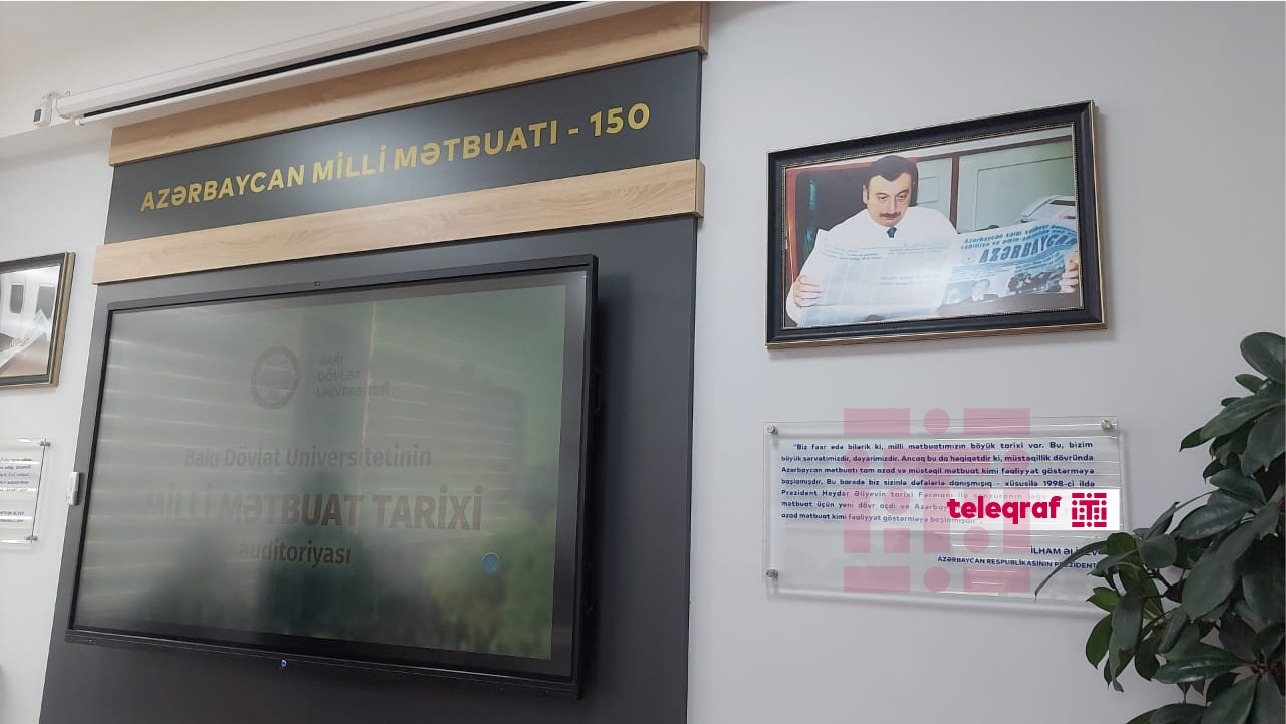 AZƏRBAYCAN MİLLİ MƏTBUATI - 150
BAKI
DÖVLƏT
UNİVERSİTETİ
Bakı Dövlət Universitetinin
MƏTBUAT TARİXİ
auditoriyası
AZƏRBAYCAN
"Biz fəxr edə bilərik ki, milli mətbuatımızın böyük tarixi var. Bu, bizim
böyük sərvətimizdir, dəyərimizdir. Ancaq bu da həqiqətdir ki, müstəqillik dövründə
Azərbaycan mətbuatı tam azad və müstəqil mətbuat kimi fəaliyyət göstərməyə
başlamışdır. Bu barədə biz sizinlə dəfələrlə danışmışıq - xüsusilə 1998-ci ildə
Prezident Heydər Əliyevin tarixi Fərmanı ilə senzuranın ləğv
mətbuat üçün yeni dövr açdı və
azad mətbuat kimi fəaliyyət göstərməyə başlamışdır".
teleqraf
İLHAM
AZƏRBAYCAN RESPUBLİKASININ